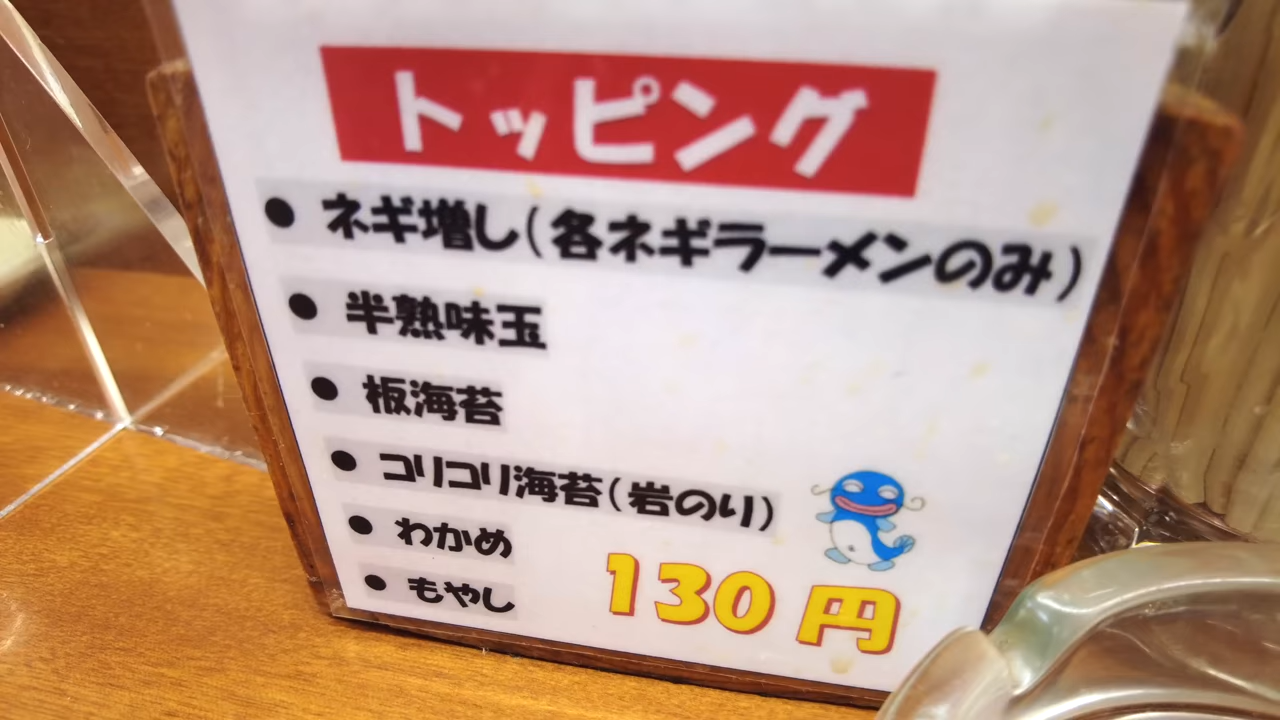 トッピング
● ネギ増し(各ネギラーメンのみ)
● 半熟味玉
● 板海苔
● コリコリ海苔(岩のり)
● わかめ
● もやし
130円